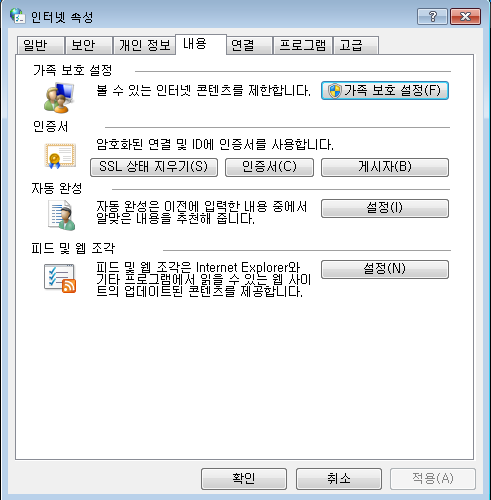 인터넷 속성
일반 보안 개인 정보 내용 연결 프로그램 고급
가족 보호 설정
볼 수 있는 인터넷 콘텐츠를 제한합니다. 가족 보호 설정(F)
인증서
암호화된 연결 및 ID에 인증서를 사용합니다.
SSL 상태 지우기(S) 인증서(C) 게시자(B)
자동 완성
자동 완성은 이전에 입력한 내용 중에서 설정(I)
알맞은 내용을 추천해 줍니다.
피드 및 웹 조각
피드 및 웹 조각은 Internet Explorer와 설정(N)
기타 프로그램에서 읽을 수 있는 웹 사이
트의 업데이트된 콘텐츠를 제공합니다.
확인 취소 적용(A)